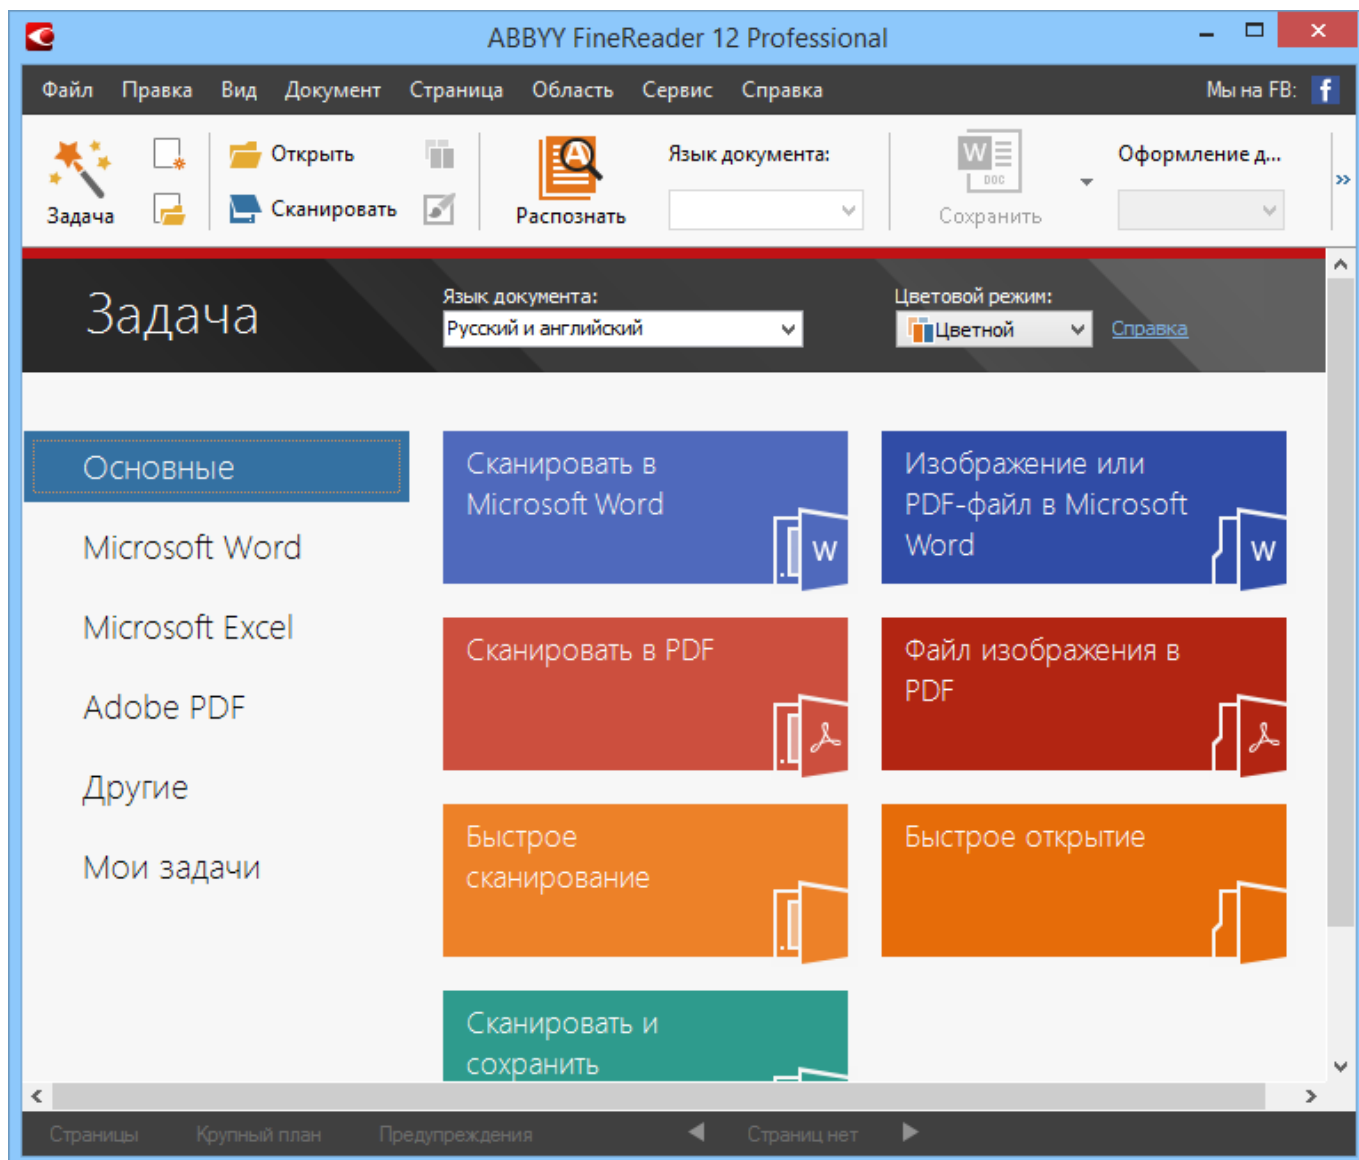 ABBYY FineReader 12 Professional
Файл Правка Вид Документ Страница Область Сервис Справка Мы на FB: f
Открыть Язык документа: W Оформление д...
DOC
Задача Сканировать Распознать Сохранить
Задача
Язык документа: Цветовой режим:
Русский и английский Цветной Справка
Основные
Microsoft Word
Microsoft Excel
Adobe PDF
Другие
Мои задачи
Сканировать в
Microsoft Word
W
Изображение или
PDF-файл в Microsoft
Word
W
Сканировать в PDF
Файл изображения в
PDF
Быстрое
сканирование
Быстрое открытие
Сканировать и
сохранить
Страницы Крупный план Предупреждения Страниц нет